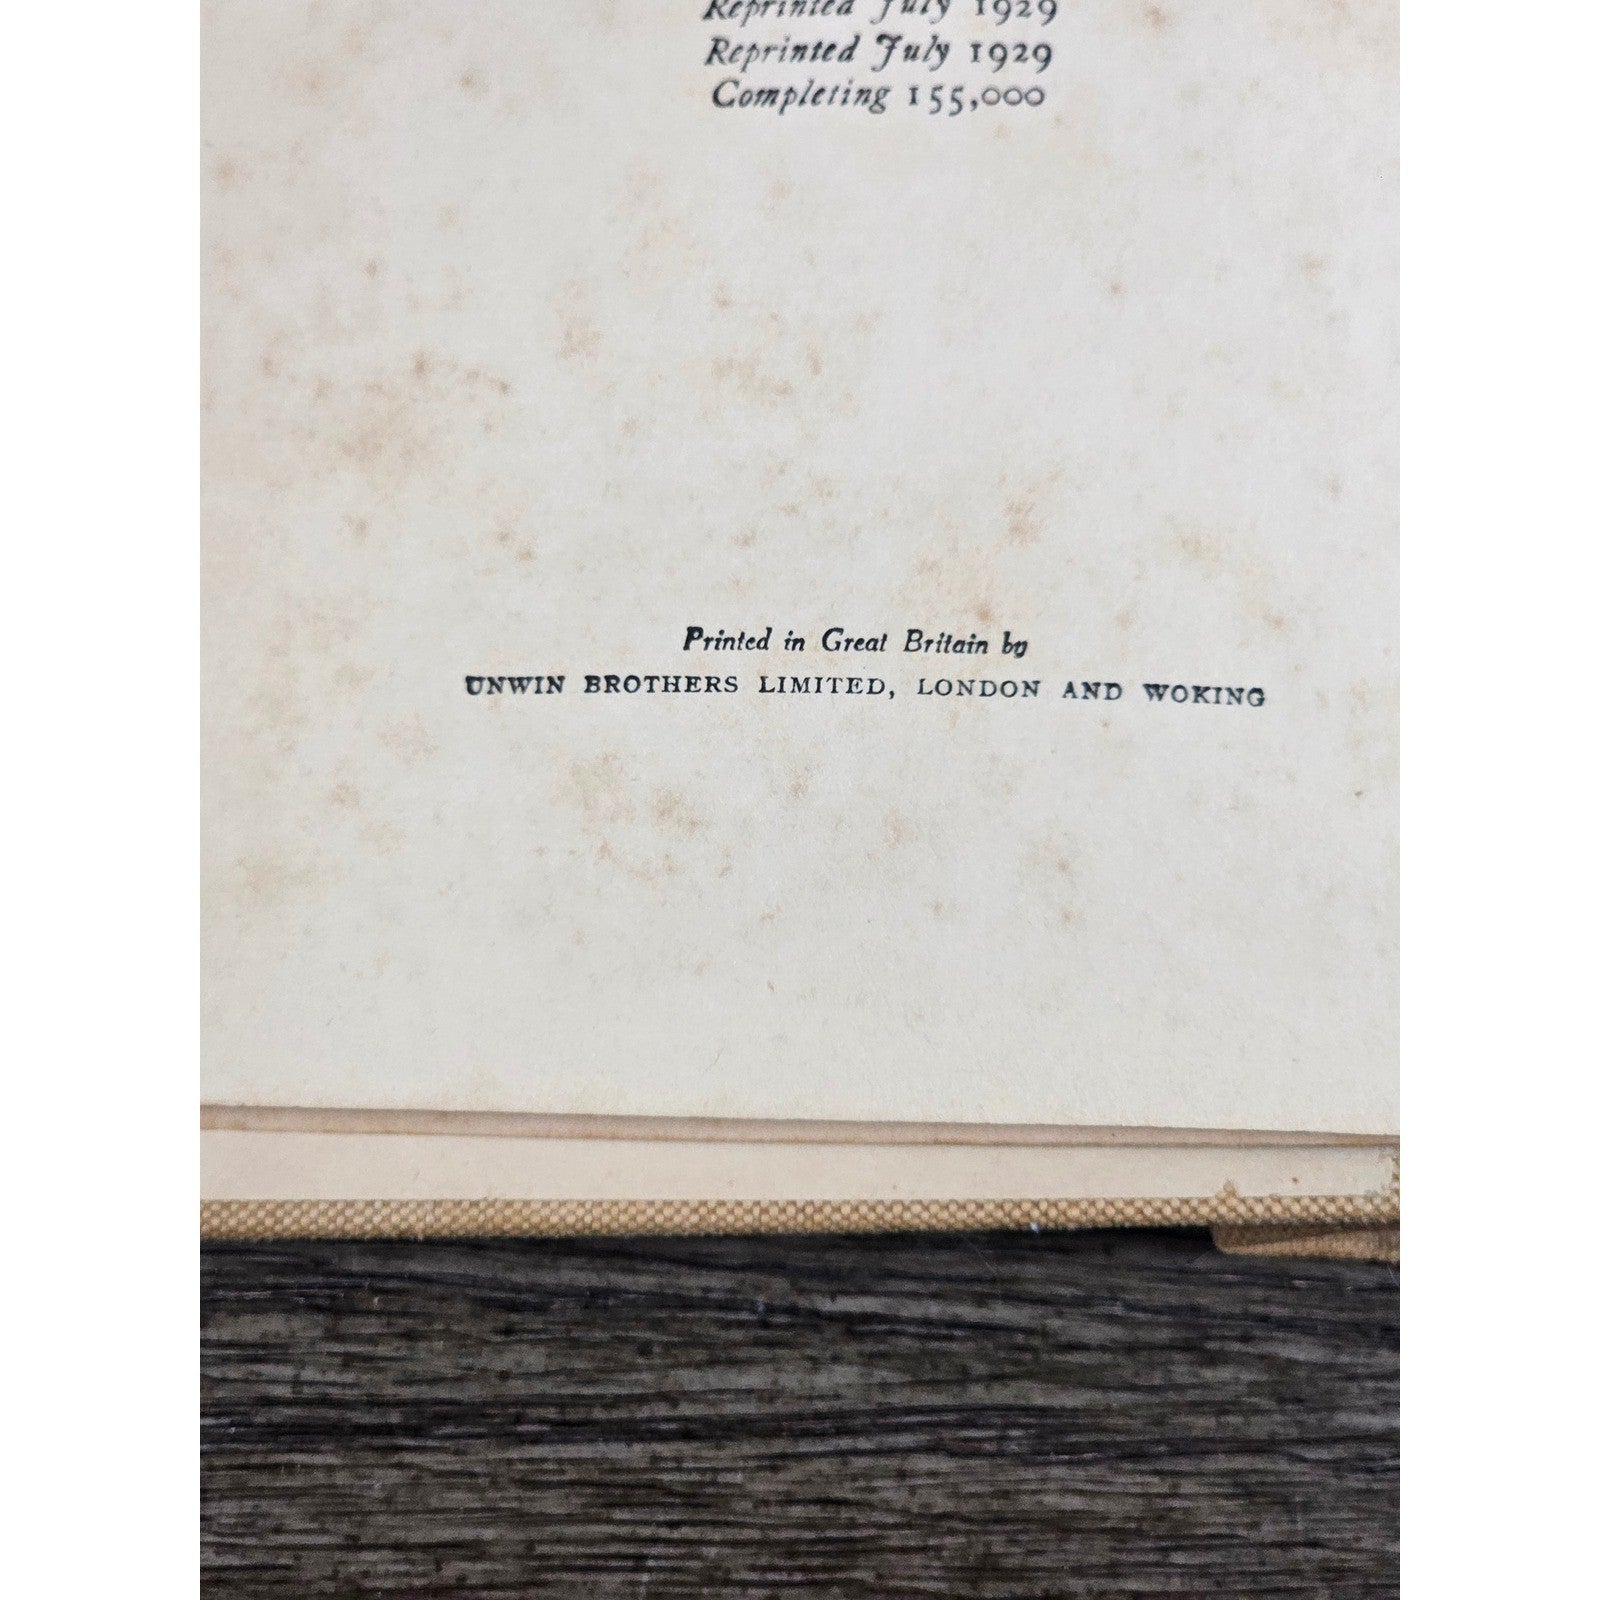 Reprinted July 1929
Reprinted July 1929
Completing 155,000
Printed in Great Britain by
UNWIN BROTHERS LIMITED, LONDON AND WOKING